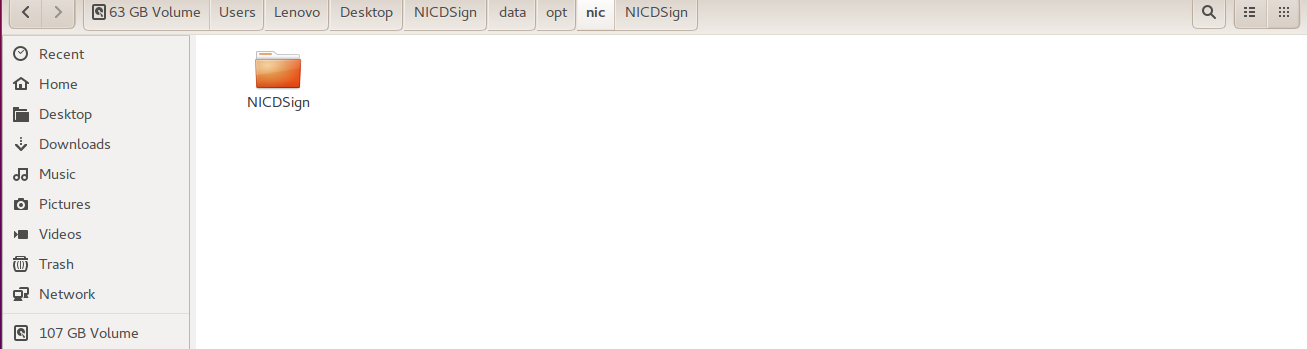 63 GB Volume Users Lenovo Desktop NICDSign data opt nic NICDSign
Recent
Home
Desktop
Downloads
Music
Pictures
Videos
Trash
Network
107 GB Volume
NICDSign